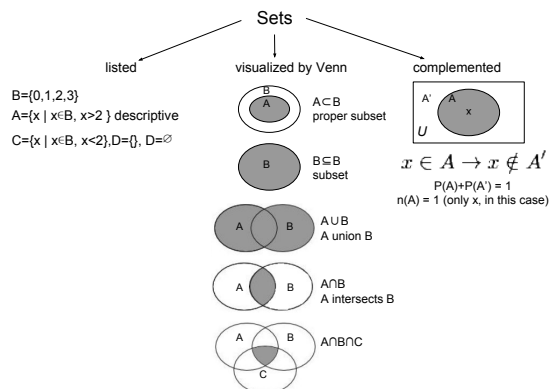 Sets
listed
visualized by Venn
complemented
B={0,1,2,3}
A={x | x∈B, x>2 } descriptive
C={x | x∈B, x<2},D={}, D=∅
B
A
A⊂B
proper subset
B
B⊆B
subset
A
B
A∪B
A union B
A
B
A∩B
A intersects B
A
B
C
A∩B∩C
A'
A
x
U
x ∈ A → x ∉ A′
P(A)+P(A') = 1
n(A) = 1 (only x, in this case)